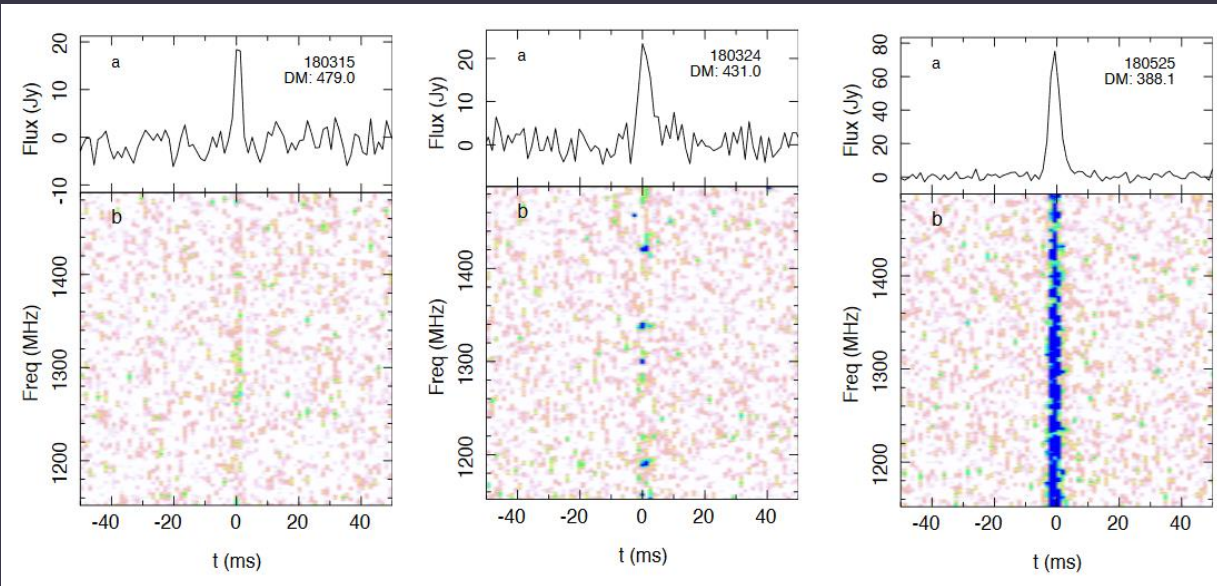 a
180315
DM: 479.0
Flux (Jy)
20
10
0
-10
b
Freq (MHz)
1400
1300
1200
-40 -20 0 20 40
t (ms)
a
180324
DM: 431.0
Flux (Jy)
20
10
0
b
Freq (MHz)
1400
1300
1200
-40 -20 0 20 40
t (ms)
a
180525
DM: 388.1
Flux (Jy)
80
60
40
20
0
b
Freq (MHz)
1400
1300
1200
-40 -20 0 20 40
t (ms)